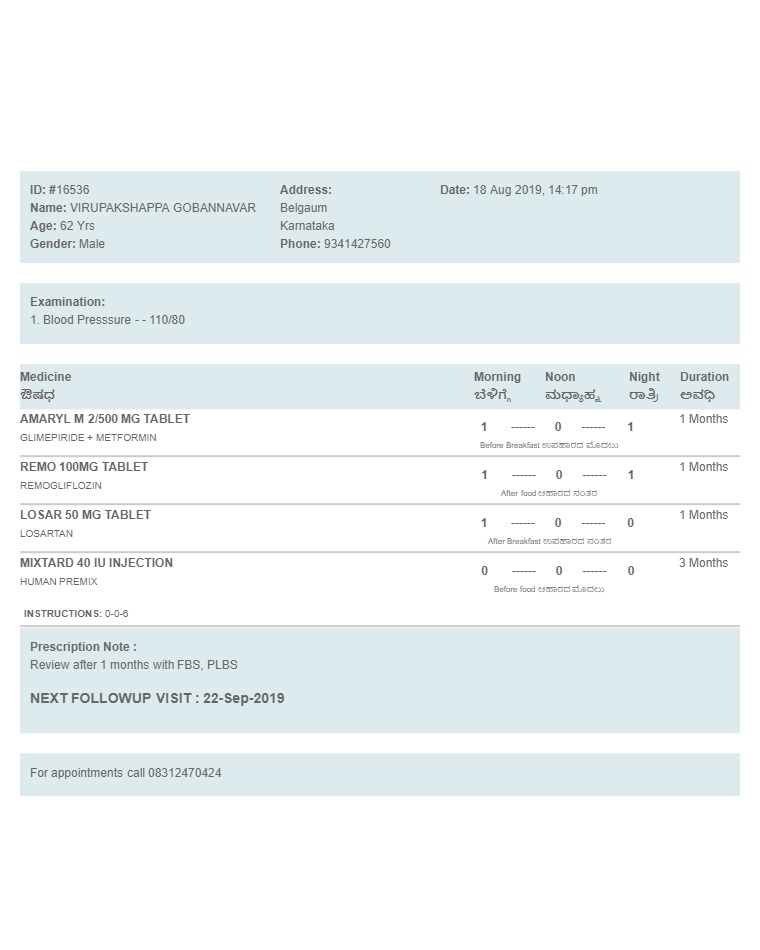 ID: #16536
Name: VIRUPAKSHAPPA GOBANNAVAR
Age: 62 Yrs
Gender: Male
Address:
Belgaum
Karnataka
Phone: 9341427560
Date: 18 Aug 2019, 14:17 pm
Examination:
1. Blood Presssure - - 110/80
Medicine Morning Noon Night Duration
ಔಷಧ ಬೆಳಿಗ್ಗೆ ಮಧ್ಯಾಹ್ನ ರಾತ್ರಿ ಅವಧಿ
AMARYL M 2/500 MG TABLET 1 ------ 0 ------ 1 1 Months
GLIMEPIRIDE + METFORMIN Before Breakfast ಉಪಹಾರದ ಮೊದಲು
REMO 100MG TABLET 1 ------ 0 ------ 1 1 Months
REMOGLIFLOZIN After food ಆಹಾರದ ನಂತರ
LOSAR 50 MG TABLET 1 ------ 0 ------ 0 1 Months
LOSARTAN After Breakfast ಉಪಹಾರದ ನಂತರ
MIXTARD 40 IU INJECTION 0 ------ 0 ------ 0 3 Months
HUMAN PREMIX Before food ಆಹಾರದ ಮೊದಲು
INSTRUCTIONS: 0-0-6
Prescription Note :
Review after 1 months with FBS, PLBS
NEXT FOLLOWUP VISIT : 22-Sep-2019
For appointments call 08312470424